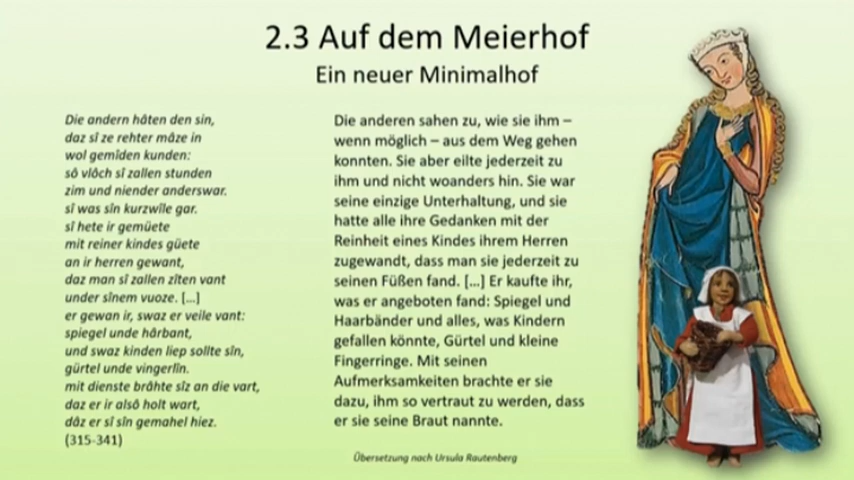 2.3 Auf dem Meierhof
Ein neuer Minimalhof
Die andern hâten den sin,
daz sî ze rehter mâze in
wol gemîden kunden:
sô vlôch sî zallen stunden
zim und niender anderswar.
sî was sîn kurzwîle gar.
sî hete ir gemüete
mit reiner kindes güete
an ir herren gewant,
daz man sî zallen zîten vant
under sînem vuoze. [...]
er gewan ir, swaz er veile vant:
spiegel unde hârbant,
und swaz kinden liep sollte sîn,
gürtel unde vingerlîn.
mit dienste brâhte sîz an die vart,
daz er ir alsô holt wart,
dâz er sî sîn gemahel hiez.
(315-341)
Die anderen sahen zu, wie sie ihm –
wenn möglich – aus dem Weg gehen
konnten. Sie aber eilte jederzeit zu
ihm und nicht woanders hin. Sie war
seine einzige Unterhaltung, und sie
hatte alle ihre Gedanken mit der
Reinheit eines Kindes ihrem Herren
zugewandt, dass man sie jederzeit zu
seinen Füßen fand. [...] Er kaufte ihr,
was er angeboten fand: Spiegel und
Haarbänder und alles, was Kindern
gefallen könnte, Gürtel und kleine
Fingerringe. Mit seinen
Aufmerksamkeiten brachte er sie
dazu, ihm so vertraut zu werden, dass
er sie seine Braut nannte.
Übersetzung nach Ursula Rautenberg